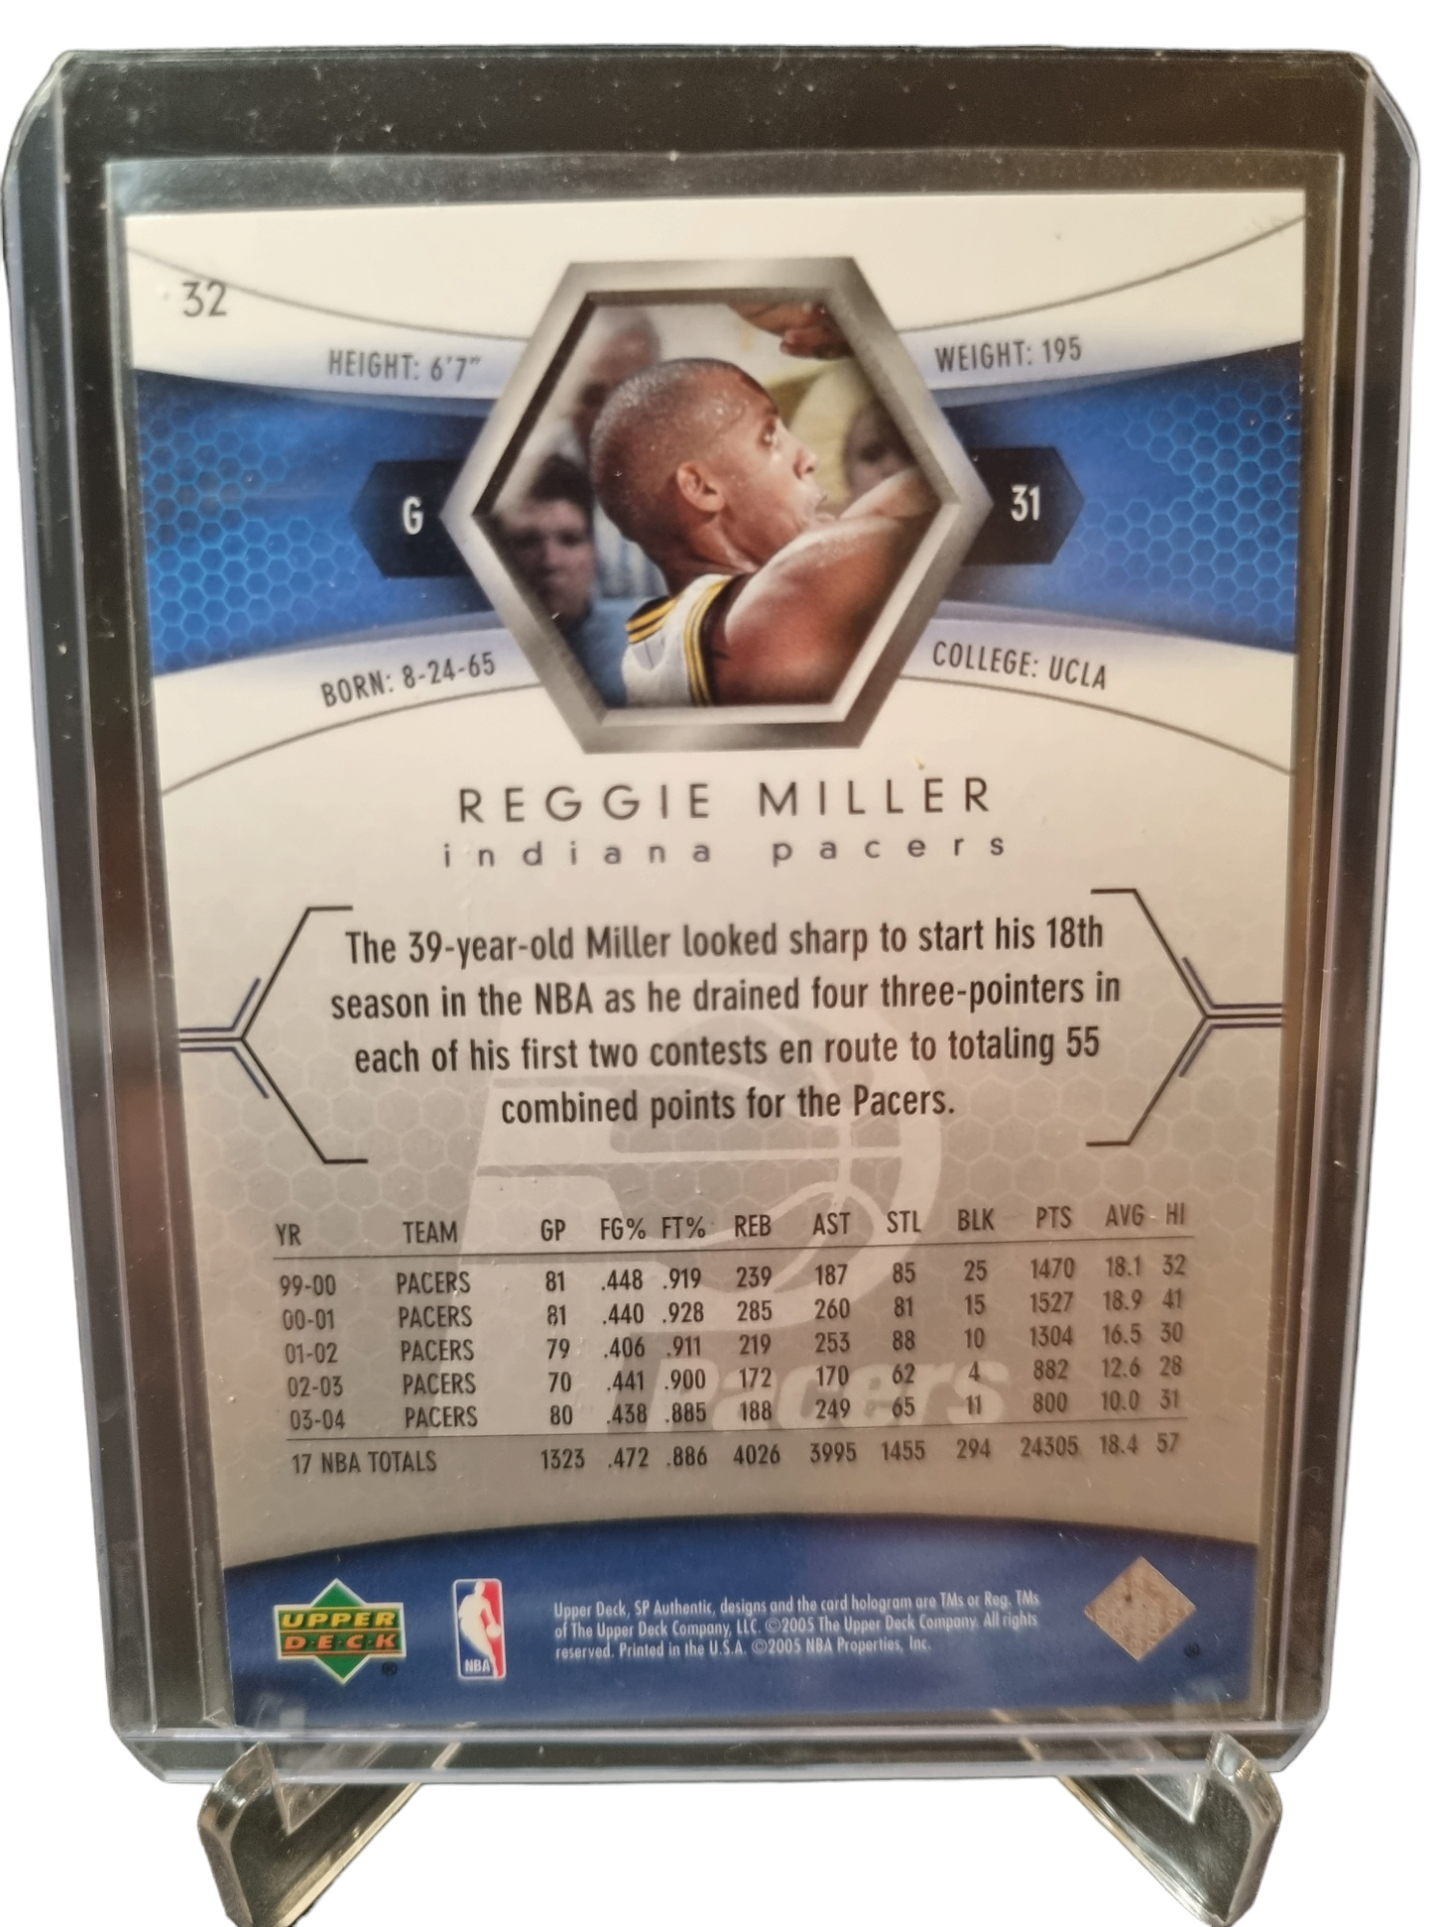 32
HEIGHT: 6'7"
WEIGHT: 195
G
31
BORN: 8-24-65
COLLEGE: UCLA
REGGIE MILLER
indiana pacers
The 39-year-old Miller looked sharp to start his 18th
season in the NBA as he drained four three-pointers in
each of his first two contests en route to totaling 55
combined points for the Pacers.
YR TEAM GP FG% FT% REB AST STL BLK PTS AVG HI
99-00 PACERS 81 .448 .919 239 187 85 25 1470 18.1 32
00-01 PACERS 81 .440 .928 285 260 81 15 1527 18.9 41
01-02 PACERS 79 .406 .911 219 253 88 10 1304 16.5 30
02-03 PACERS 70 .441 .900 172 170 62 4 882 12.6 28
03-04 PACERS 80 .438 .885 188 249 65 11 800 10.0 31
17 NBA TOTALS 1323 .472 .886 4026 3995 1455 294 24305 18.4 57
Pacers
UPPER
DECK
®
NBA
Upper Deck, SP Authentic, designs and the card hologram are TMs or Reg. TMs
of The Upper Deck Company, LLC. ©2005 The Upper Deck Company. All rights
reserved. Printed in the U.S.A. ©2005 NBA Properties, Inc.
®